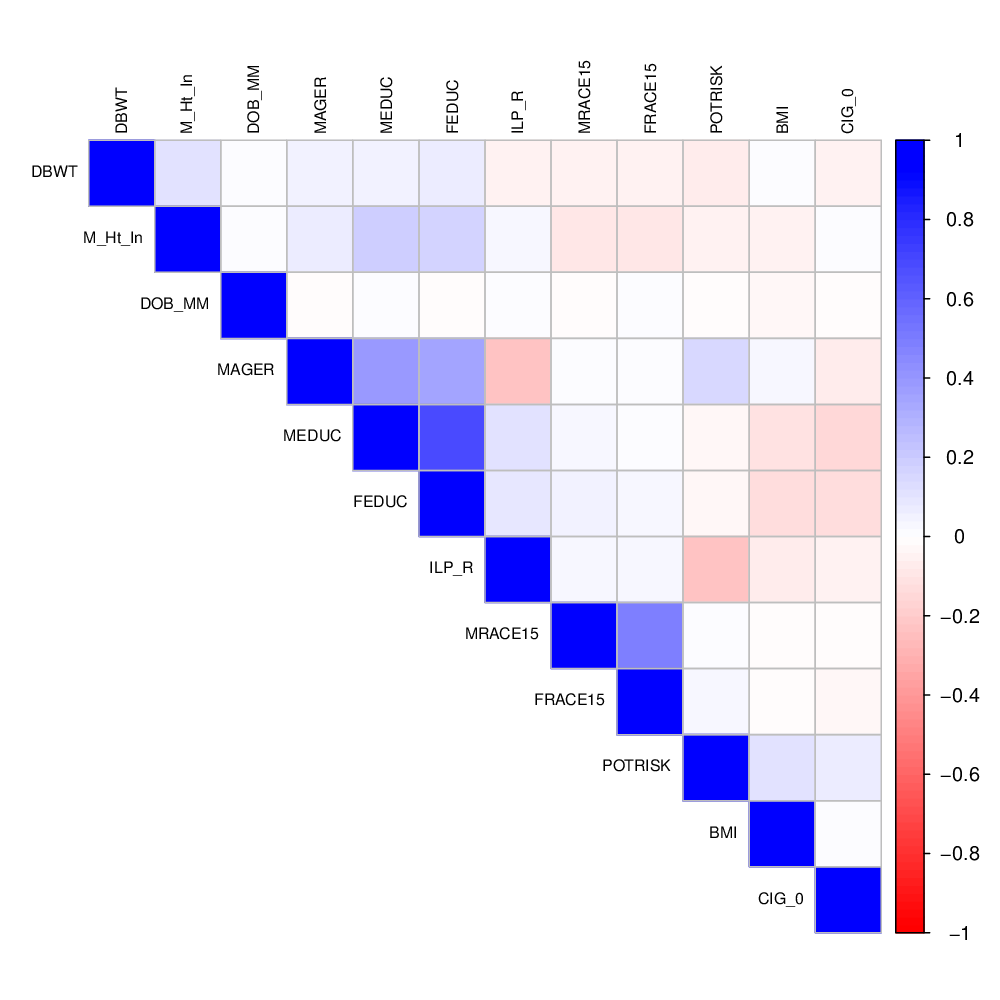 DBWT
M_Ht_In
DOB_MM
MAGER
MEDUC
FEDUC
ILP_R
MRACE15
FRACE15
POTRISK
BMI
CIG_0
DBWT
M_Ht_In
DOB_MM
MAGER
MEDUC
FEDUC
ILP_R
MRACE15
FRACE15
POTRISK
BMI
CIG_0
1
0.8
0.6
0.4
0.2
0
−0.2
−0.4
−0.6
−0.8
−1